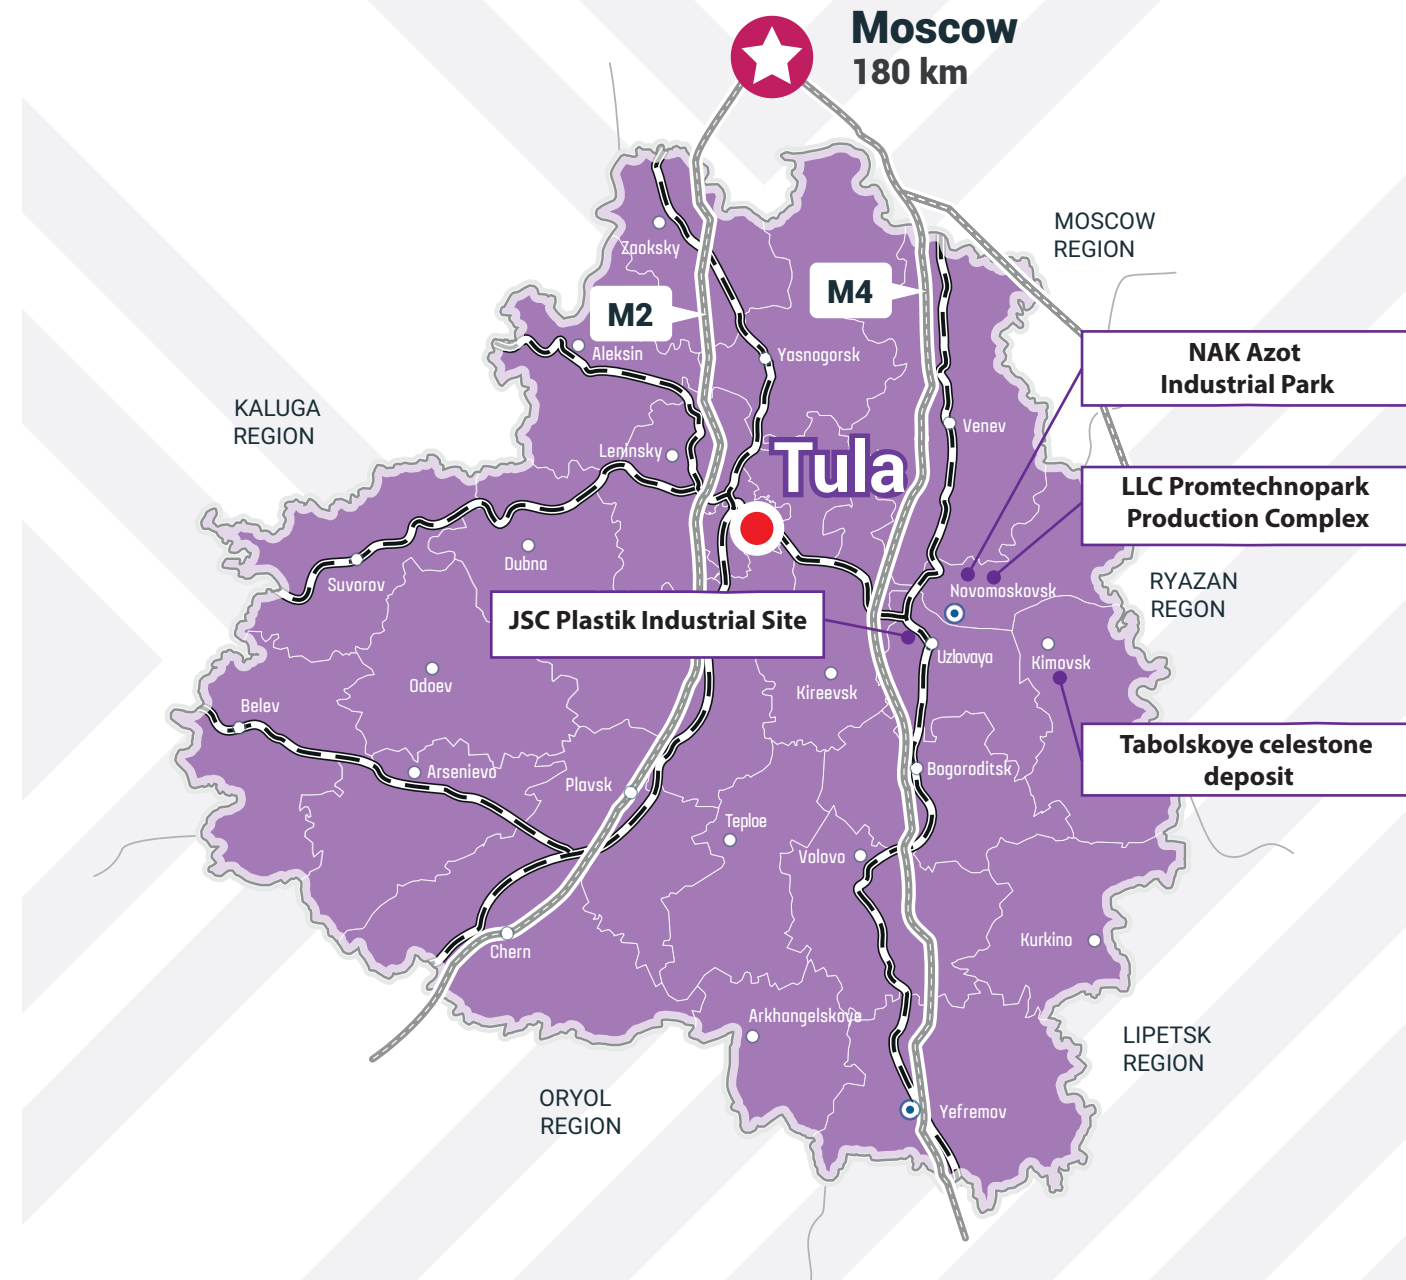 Moscow
180 km
MOSCOW
REGION
Zaoksky
M4
M2
Aleksin
Yasnogorsk
NAK Azot
Industrial Park
KALUGA
REGION
Venev
Leninsky
Tula
LLC Promtechnopark
Production Complex
Dubna
Suvorov
Novomoskovsk
RYAZAN
REGON
JSC Plastik Industrial Site
Uzlovaya
Kimovsk
Odoev
Kireevsk
Belev
Tabolskoye celestone
deposit
Arsenievo
Bogoroditsk
Plavsk
Teploe
Volovo
Kurkino
Chern
Arkhangelskoye
LIPETSK
REGION
ORYOL
REGION
Yefremov